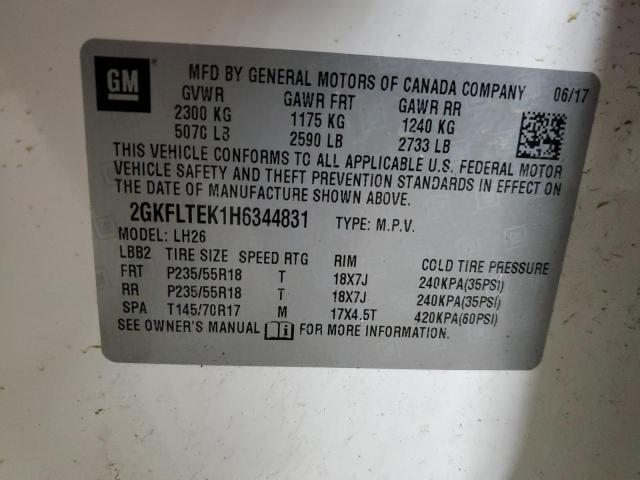 GM ® MFD BY GENERAL MOTORS OF CANADA COMPANY 06/17
GVWR GAWR FRT GAWR RR
2300 KG 1175 KG 1240 KG
5070 LB 2590 LB 2733 LB
THIS VEHICLE CONFORMS TO ALL APPLICABLE U.S. FEDERAL MOTOR
VEHICLE SAFETY AND THEFT PREVENTION STANDARDS IN EFFECT ON
THE DATE OF MANUFACTURE SHOWN ABOVE.
2GKFLTEK1H6344831 TYPE: M.P.V.
MODEL: LH26
LBB2 TIRE SIZE SPEED RTG RIM COLD TIRE PRESSURE
FRT P235/55R18 T 18X7J 240KPA(35PSI)
RR P235/55R18 T 18X7J 240KPA(35PSI)
SPA T145/70R17 M 17X4.5T 420KPA(60PSI)
SEE OWNER'S MANUAL FOR MORE INFORMATION.